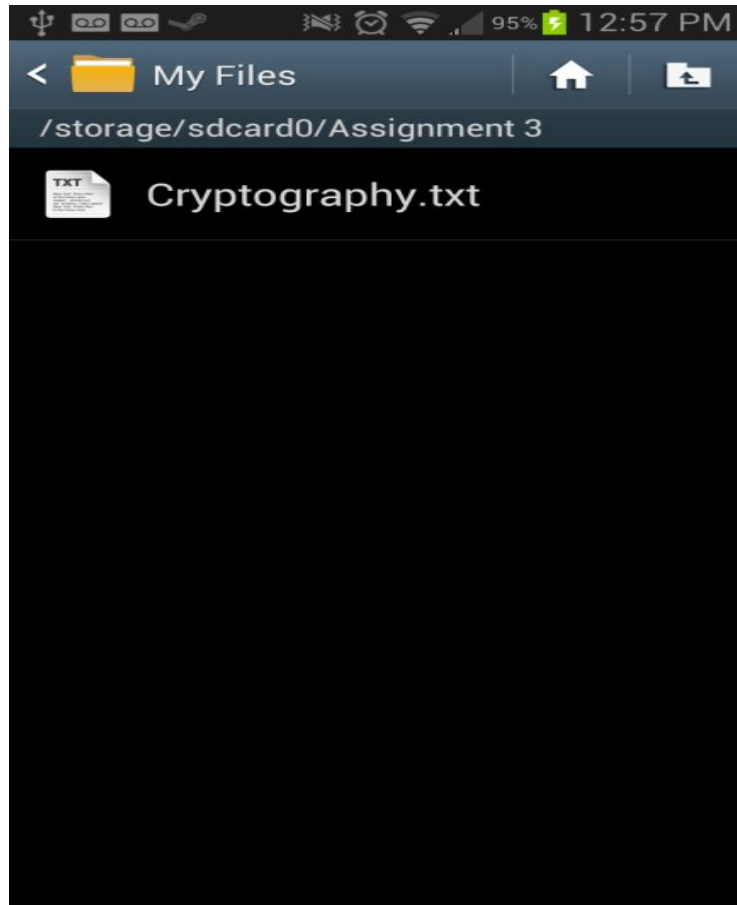 95% 12:57 PM
< My Files
/storage/sdcard0/Assignment 3
TXT
Cryptography.txt